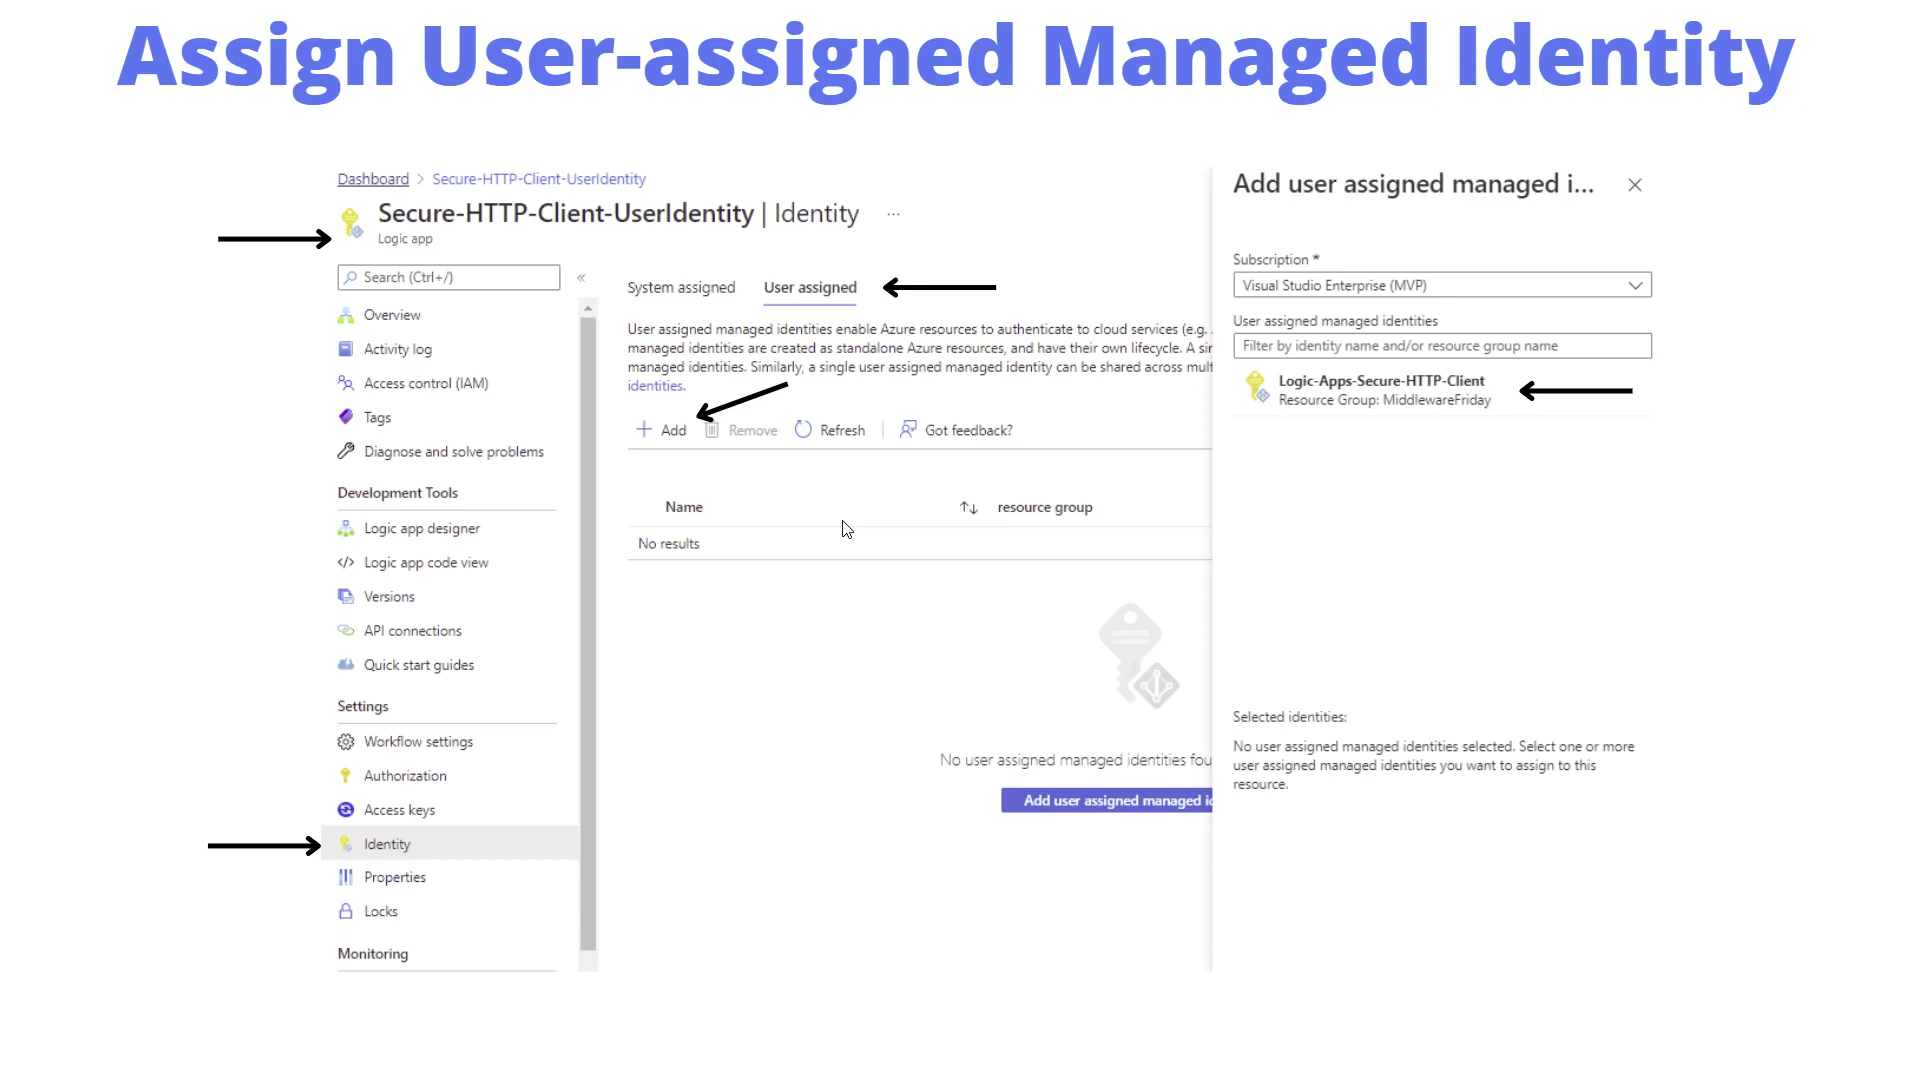 Assign User-assigned Managed Identity
Dashboard > Secure-HTTP-Client-UserIdentity
Secure-HTTP-Client-UserIdentity | Identity ...
Logic app
Search (Ctrl+/)
«
Overview
Activity log
Access control (IAM)
Tags
Diagnose and solve problems
Development Tools
Logic app designer
Logic app code view
Versions
API connections
Quick start guides
Settings
Workflow settings
Authorization
Access keys
Identity
Properties
Locks
Monitoring
System assigned User assigned
User assigned managed identities enable Azure resources to authenticate to cloud services (e.g.
managed identities are created as standalone Azure resources, and have their own lifecycle. A
managed identities. Similarly, a single user assigned managed identity can be shared across
identities.
+ Add Remove Refresh | Got feedback?
Name ↑↓ resource group
No results
No user assigned managed identities
Add user assigned managed
Add user assigned managed i...
Subscription *
Visual Studio Enterprise (MVP)
User assigned managed identities
Filter by identity name and/or resource group name
Logic-Apps-Secure-HTTP-Client
Resource Group: MiddlewareFriday
Selected identities:
No user assigned managed identities selected. Select one or more
user assigned managed identities you want to assign to this
resource.